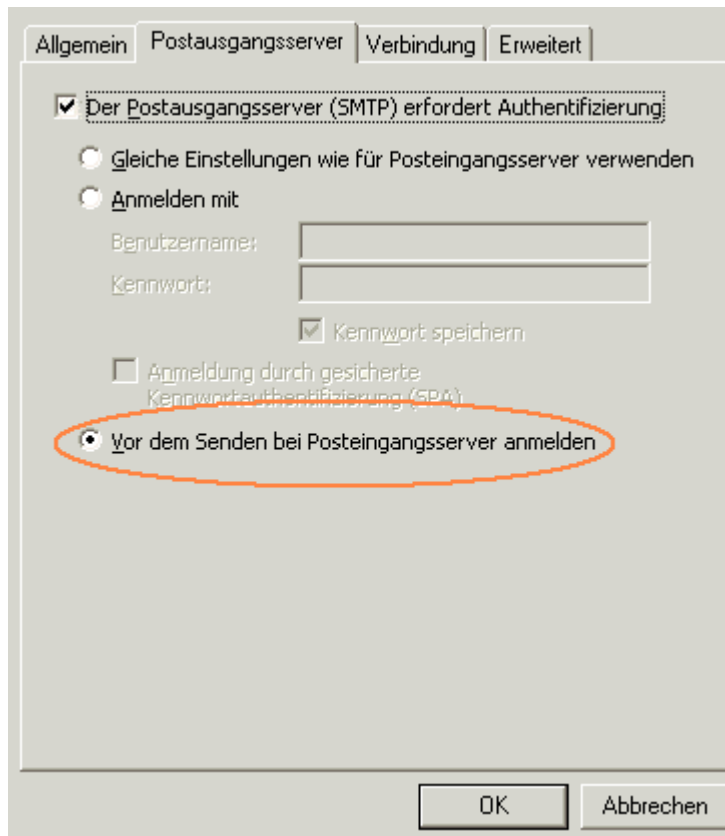 Allgemein Postausgangsserver Verbindung Erweitert
Der Postausgangsserver (SMTP) erfordert Authentifizierung
Gleiche Einstellungen wie für Posteingangsserver verwenden
Anmelden mit
Benutzername:
Kennwort:
Kennwort speichern
Anmeldung durch gesicherte
Kennwortauthentifizierung (SPA)
Vor dem Senden bei Posteingangsserver anmelden
OK Abbrechen